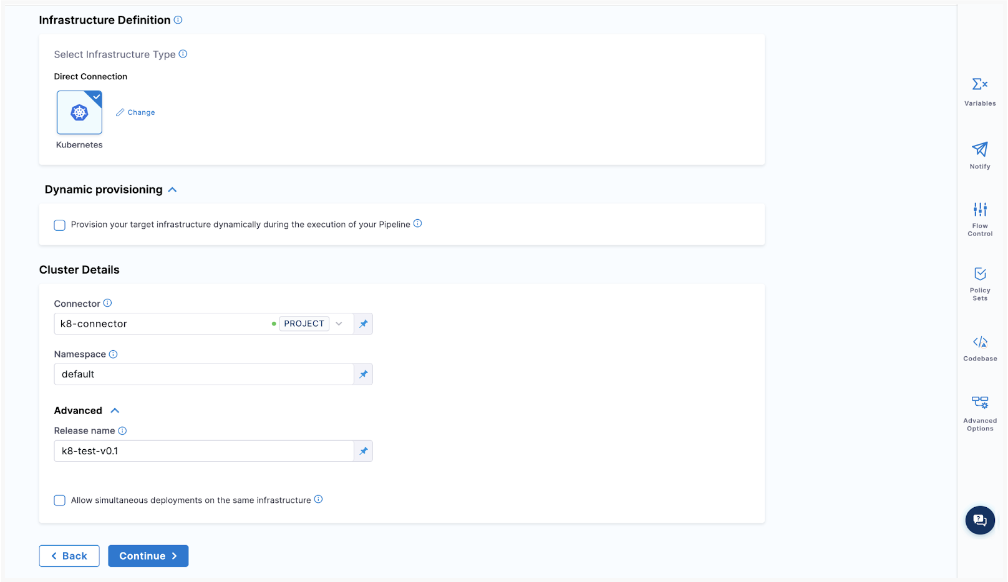 Infrastructure Definition
Select Infrastructure Type
Direct Connection
Change
Kubernetes
Dynamic provisioning
Provision your target infrastructure dynamically during the execution of your Pipeline
Cluster Details
Connector
k8-connector PROJECT
Namespace
default
Advanced
Release name
k8-test-v0.1
Allow simultaneous deployments on the same infrastructure
Back Continue
Variables
Notify
Flow
Control
Policy
Sets
Codebase
Advanced
Options